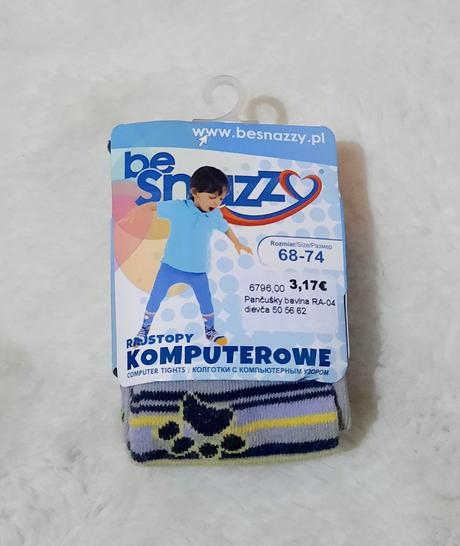 www.besnazzy.pl
be
Snazzy
Rozmiar/Size/Размер
68-74
6796,00 3,17€
Pančušky bavlna RA-04
dievča 50 56 62
RAJSTOPY
KOMPUTEROWE
COMPUTER TIGHTS / КОЛГОТКИ С КОМПЬЮТЕРНЫМ УЗОРОМ